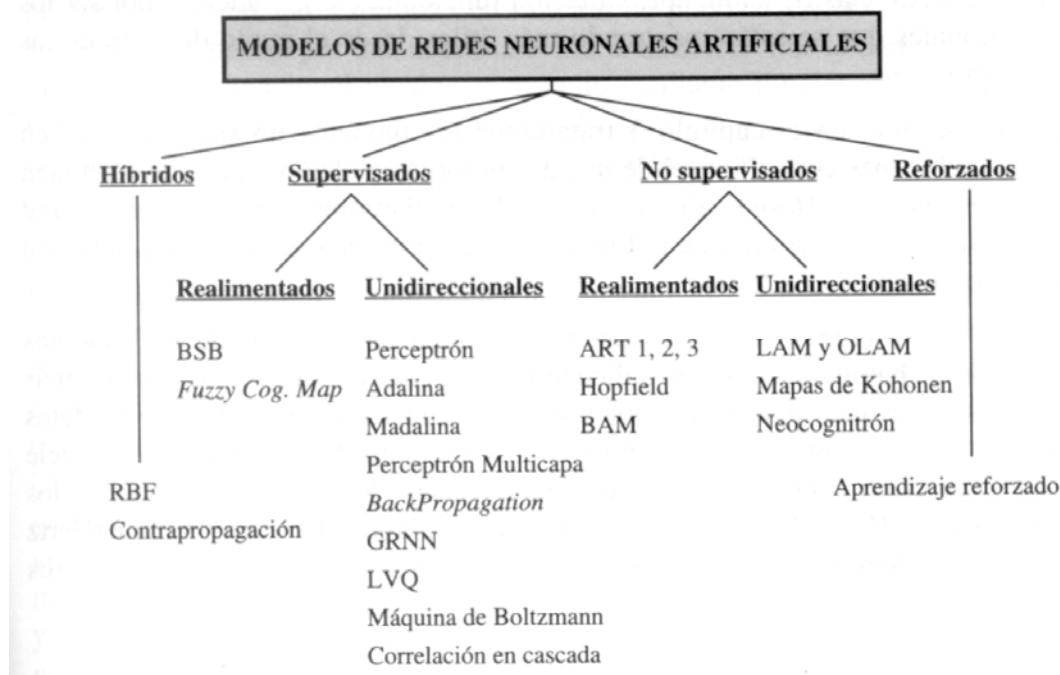 MODELOS DE REDES NEURONALES ARTIFICIALES
Híbridos
Supervisados
No supervisados
Reforzados
Realimentados
Unidireccionales
Realimentados
Unidireccionales
BSB
Fuzzy Cog. Map
Perceptrón
Adalina
Madalina
Perceptrón Multicapa
BackPropagation
GRNN
LVQ
Máquina de Boltzmann
Correlación en cascada
ART 1, 2, 3
Hopfield
BAM
LAM y OLAM
Mapas de Kohonen
Neocognitrón
RBF
Contrapropagación
Aprendizaje reforzado